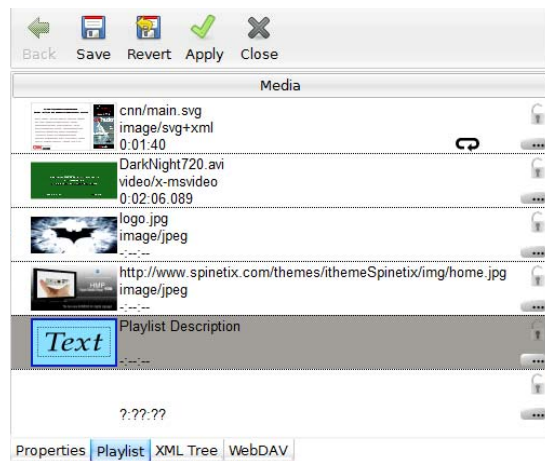 Back Save Revert Apply Close
Media
cnn/main.svg
image/svg+xml
0:01:40
DarkNight720.avi
video/x-msvideo
0:02:06.089
logo.jpg
image/jpeg
-:--:--
http://www.spinetix.com/themes/ithemeSpinetix/img/home.jpg
image/jpeg
-:--:--
Text
Playlist Description
-:--:--
?:??:??
Properties Playlist XML Tree WebDAV